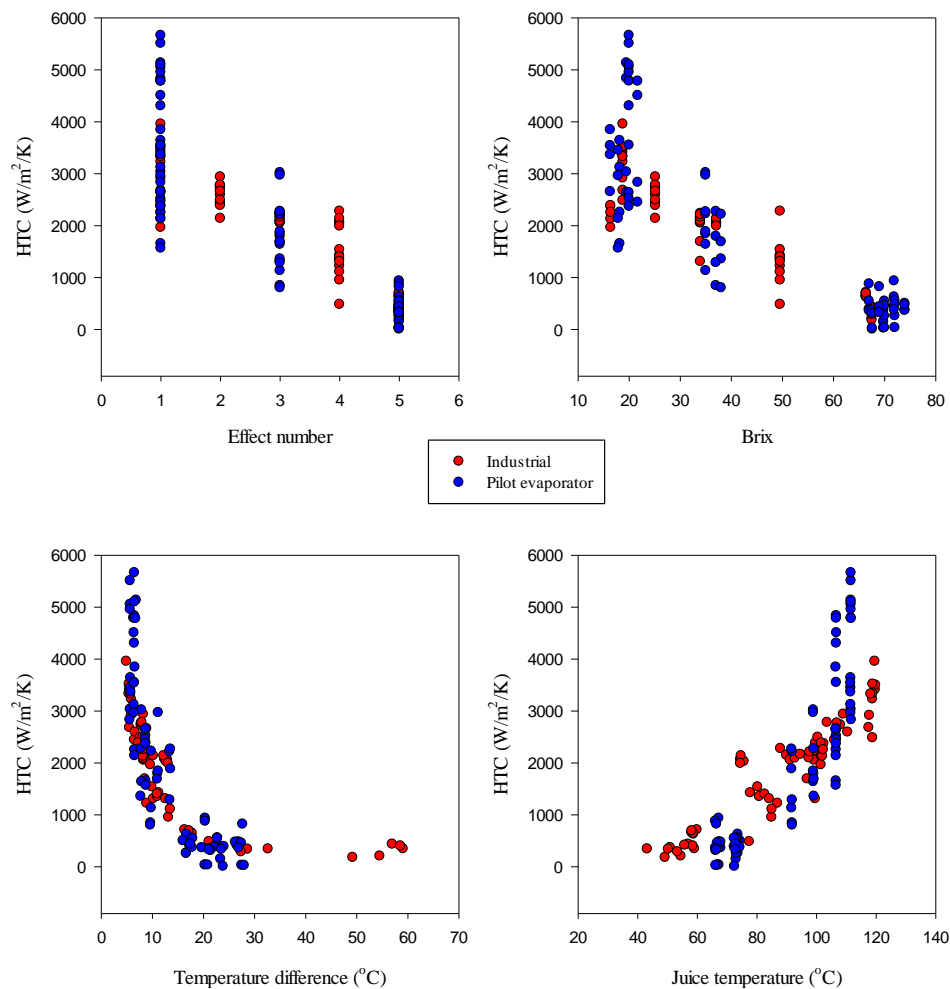 6000
5000
4000
3000
2000
1000
0
HTC (W/m²/K)
0 1 2 3 4 5 6
Effect number
6000
5000
4000
3000
2000
1000
0
HTC (W/m²/K)
10 20 30 40 50 60 70 80
Brix
Industrial
Pilot evaporator
6000
5000
4000
3000
2000
1000
0
HTC (W/m²/K)
0 10 20 30 40 50 60 70
Temperature difference (°C)
6000
5000
4000
3000
2000
1000
0
HTC (W/m²/K)
20 40 60 80 100 120 140
Juice temperature (°C)